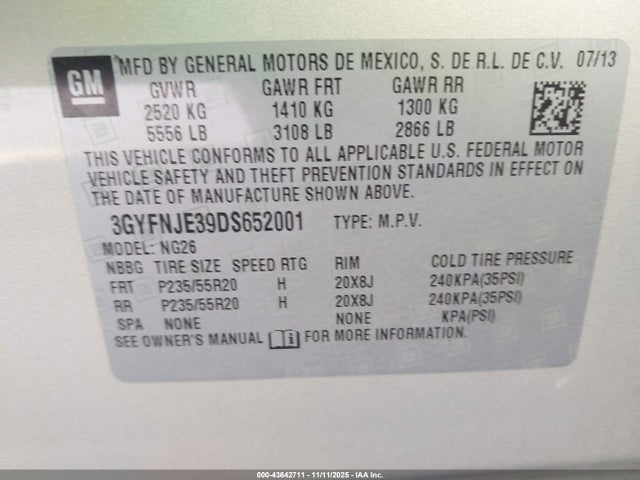 GM
MFD BY GENERAL MOTORS DE MEXICO, S. DE R.L. DE C.V. 07/13
GVWR GAWR FRT GAWR RR
2520 KG 1410 KG 1300 KG
5556 LB 3108 LB 2866 LB
THIS VEHICLE CONFORMS TO ALL APPLICABLE U.S. FEDERAL MOTOR
VEHICLE SAFETY AND THEFT PREVENTION STANDARDS IN EFFECT ON
THE DATE OF MANUFACTURE SHOWN ABOVE.
3GYFNJE39DS652001 TYPE: M.P.V.
MODEL: NG26
NBBG TIRE SIZE SPEED RTG RIM COLD TIRE PRESSURE
FRT P235/55R20 H 20X8J 240KPA(35PSI)
RR P235/55R20 H 20X8J 240KPA(35PSI)
SPA NONE NONE KPA(PSI)
SEE OWNER'S MANUAL FOR MORE INFORMATION.
000-43642711 - 11/11/2025 - IAA Inc.